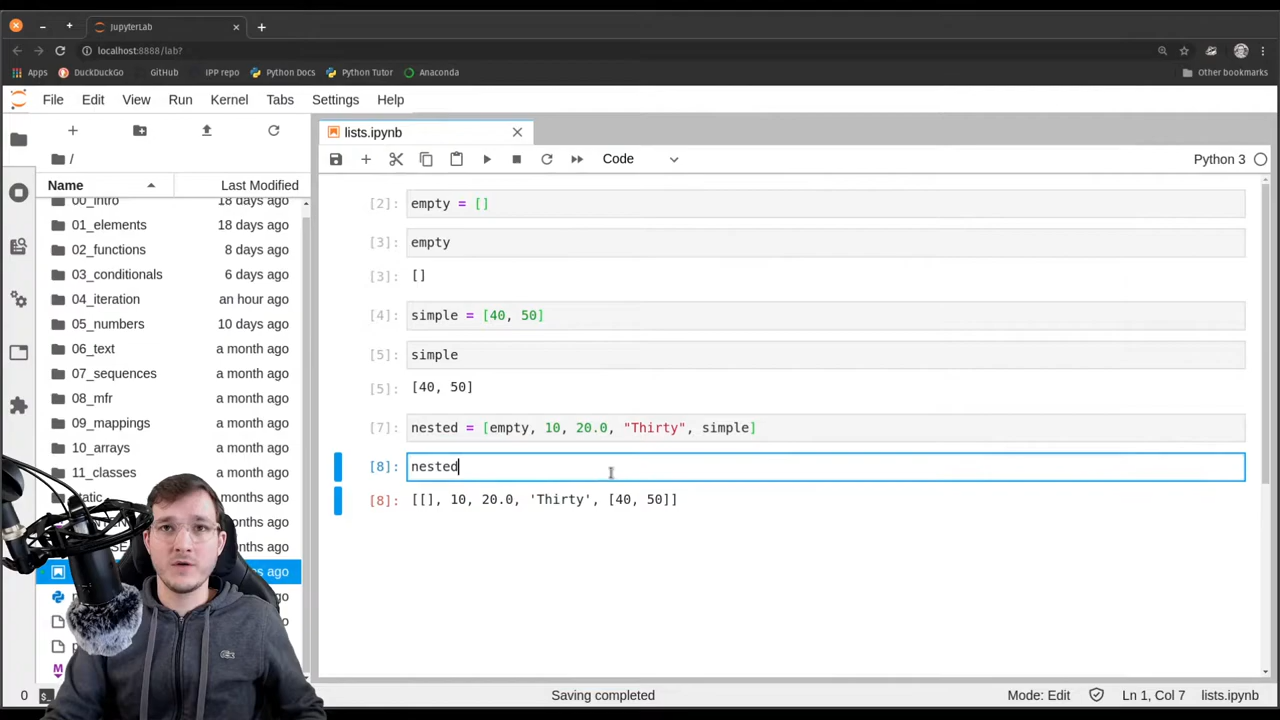 JupyterLab
localhost:8888/lab?
Apps DuckDuckGo GitHub IPP repo Python Docs Python Tutor Anaconda Other bookmarks
File Edit View Run Kernel Tabs Settings Help
lists.ipynb
/
Code Python 3
Name Last Modified
00_intro 18 days ago
01_elements 18 days ago
02_functions 8 days ago
03_conditionals 6 days ago
04_iteration an hour ago
05_numbers 10 days ago
06_text a month ago
07_sequences a month ago
08_mfr a month ago
09_mappings a month ago
10_arrays a month ago
11_classes a month ago
static a month ago
ago
ago
ago
[2]: empty = []
[3]: empty
[3]: []
[4]: simple = [40, 50]
[5]: simple
[5]: [40, 50]
[7]: nested = [empty, 10, 20.0, "Thirty", simple]
[8]: nested
[8]: [[], 10, 20.0, 'Thirty', [40, 50]]
0 $_ Saving completed Mode: Edit Ln 1, Col 7 lists.ipynb